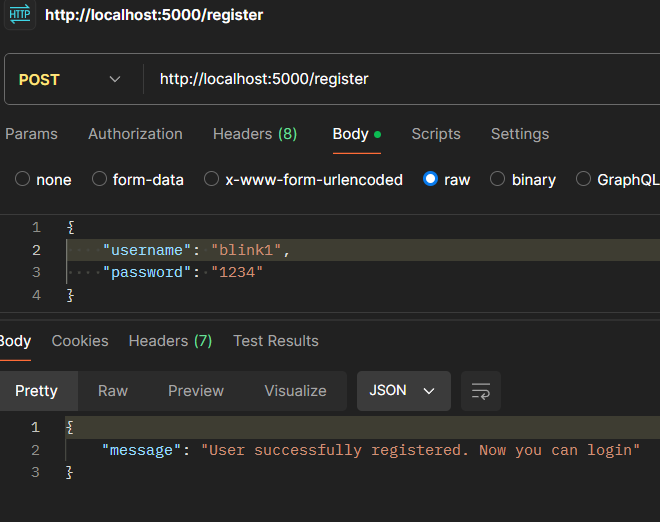 HTTP http://localhost:5000/register
POST http://localhost:5000/register
Params Authorization Headers (8) Body Scripts Settings
none form-data x-www-form-urlencoded raw binary GraphQL
1 {
2 "username": "blink1",
3 "password": "1234"
4 }
Body Cookies Headers (7) Test Results
Pretty Raw Preview Visualize JSON
1 {
2 "message": "User successfully registered. Now you can login"
3 }